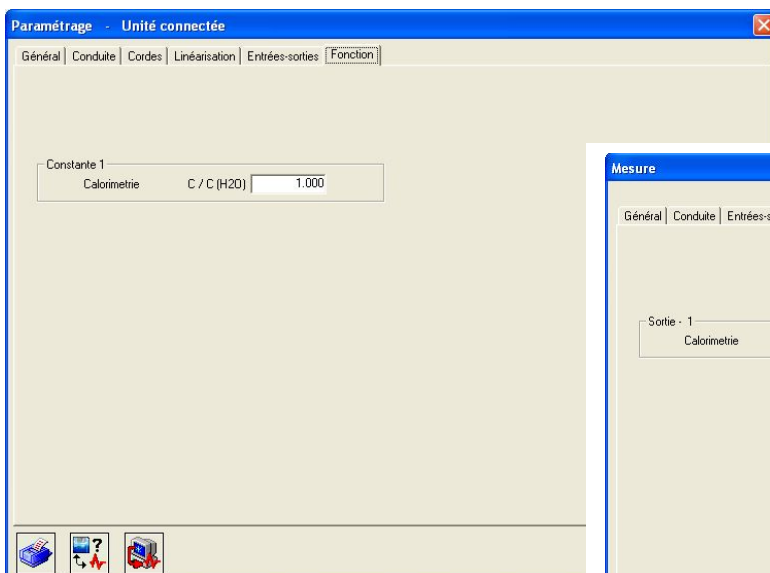 Paramétrage - Unité connectée
Général Conduite Cordes Linéarisation Entrées-sorties Fonction
Constante 1
Calorimetrie C / C (H2O) 1.000
Mesure
Général Conduite Entrées-s
Sortie - 1
Calorimetrie